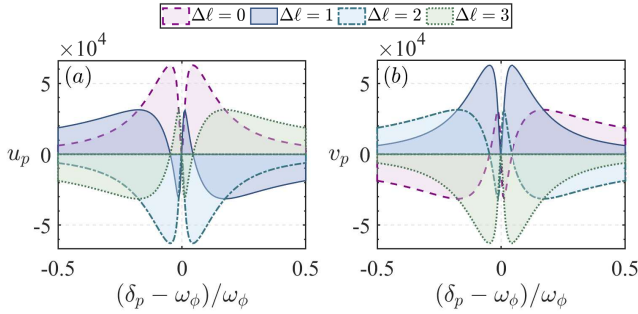 Δℓ = 0 Δℓ = 1 Δℓ = 2 Δℓ = 3
×10⁴ ×10⁴
(a) (b)
5 5
u_p 0 v_p 0
-5 -5
-0.5 0 0.5 -0.5 0 0.5
(δ_p − ω_ϕ)/ω_ϕ (δ_p − ω_ϕ)/ω_ϕ